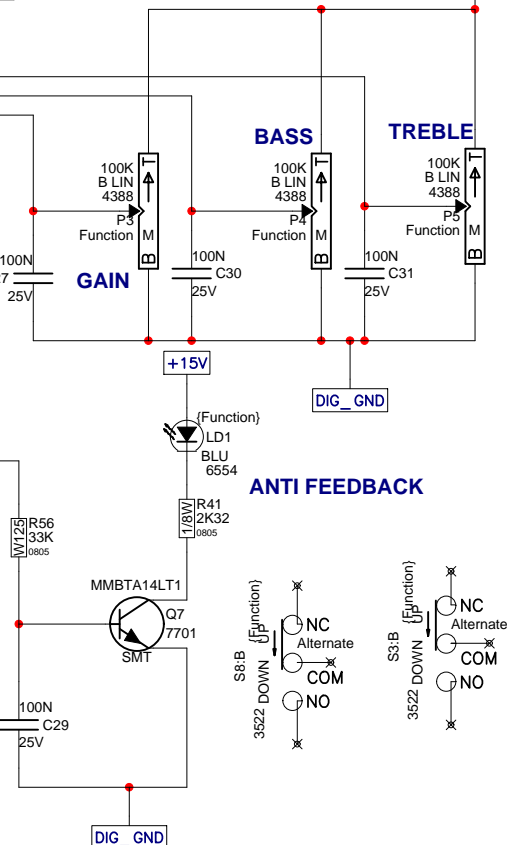 BASS
TREBLE
100K
B LIN
4388
P3
Function
T
M
B
100K
B LIN
4388
P4
Function
T
M
B
100K
B LIN
4388
P5
Function
T
M
B
100N
25V
GAIN
100N
C30
25V
100N
C31
25V
+15V
DIG_GND
{Function}
LD1
BLU
6554
ANTI FEEDBACK
1/8W
R41
2K32
0805
W125
R56
33K
0805
MMBTA14LT1
Q7
7701
SMT
100N
C29
25V
DIG GND
S8:B
{Function}
UP
DOWN
3522
NC
Alternate
COM
NO
S3:B
{Function}
UP
DOWN
3522
NC
Alternate
COM
NO